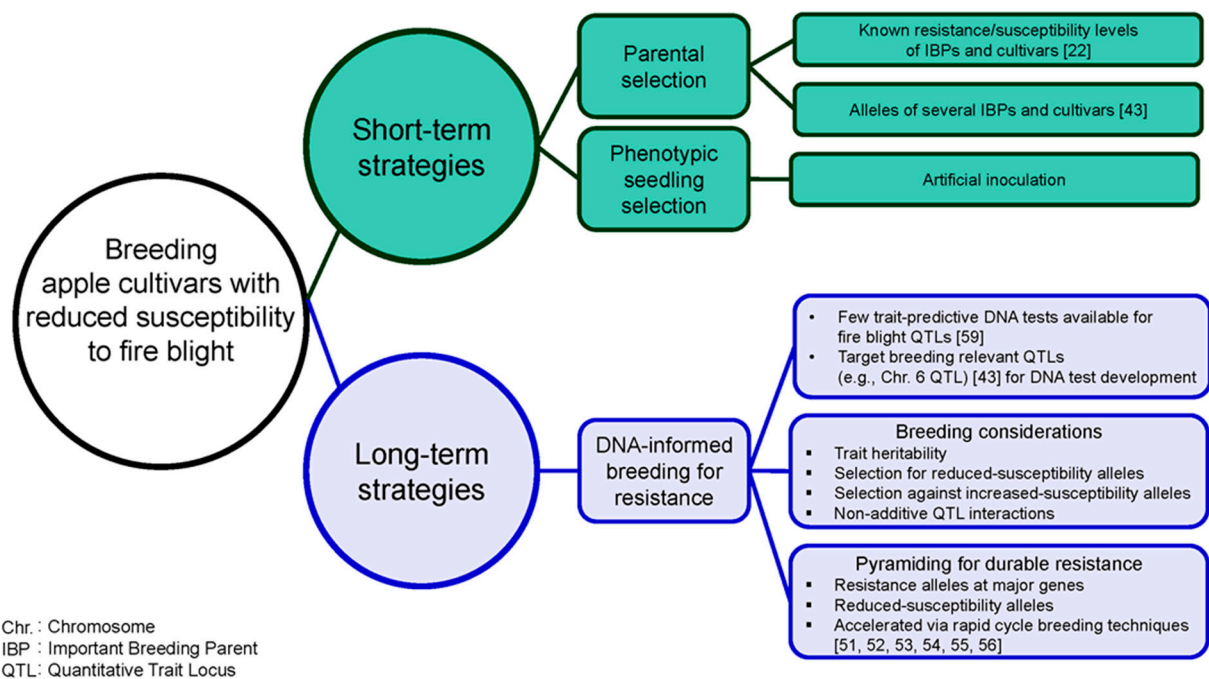 Breeding
apple cultivars with
reduced susceptibility
to fire blight
Short-term
strategies
Parental
selection
Known resistance/susceptibility levels
of IBPs and cultivars [22]
Alleles of several IBPs and cultivars [43]
Phenotypic
seedling
selection
Artificial inoculation
Long-term
strategies
DNA-informed
breeding for
resistance
• Few trait-predictive DNA tests available for
fire blight QTLs [59]
• Target breeding relevant QTLs
(e.g., Chr. 6 QTL) [43] for DNA test development
Breeding considerations
▪ Trait heritability
▪ Selection for reduced-susceptibility alleles
▪ Selection against increased-susceptibility alleles
▪ Non-additive QTL interactions
Pyramiding for durable resistance
▪ Resistance alleles at major genes
▪ Reduced-susceptibility alleles
▪ Accelerated via rapid cycle breeding techniques
[51, 52, 53, 54, 55, 56]
Chr. : Chromosome
IBP : Important Breeding Parent
QTL: Quantitative Trait Locus